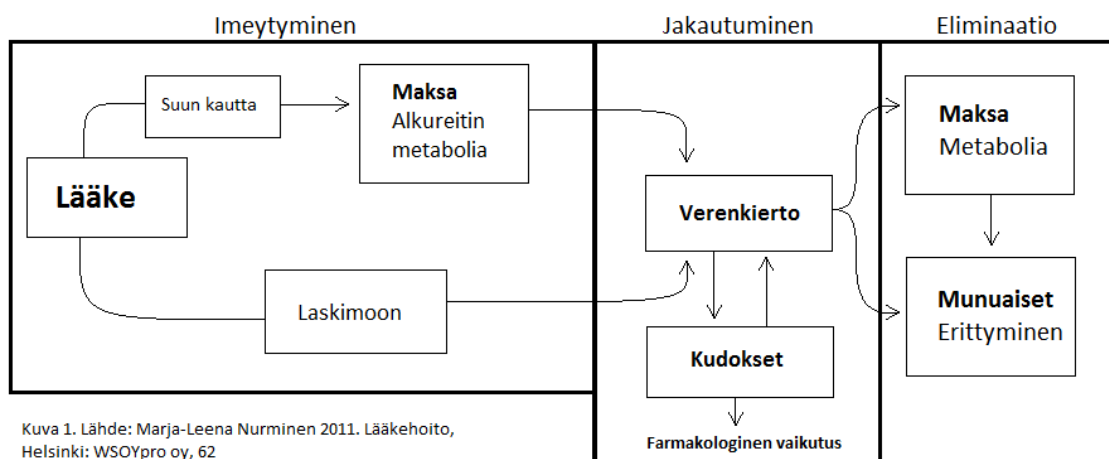 Imeytyminen
Jakautuminen
Eliminaatio
Suun kautta
Maksa
Alkureitin
metabolia
Lääke
Laskimoon
Verenkierto
Kudokset
Farmakologinen vaikutus
Maksa
Metabolia
Munuaiset
Erittyminen
Kuva 1. Lähde: Marja-Leena Nurminen 2011. Lääkehoito,
Helsinki: WSOYpro oy, 62